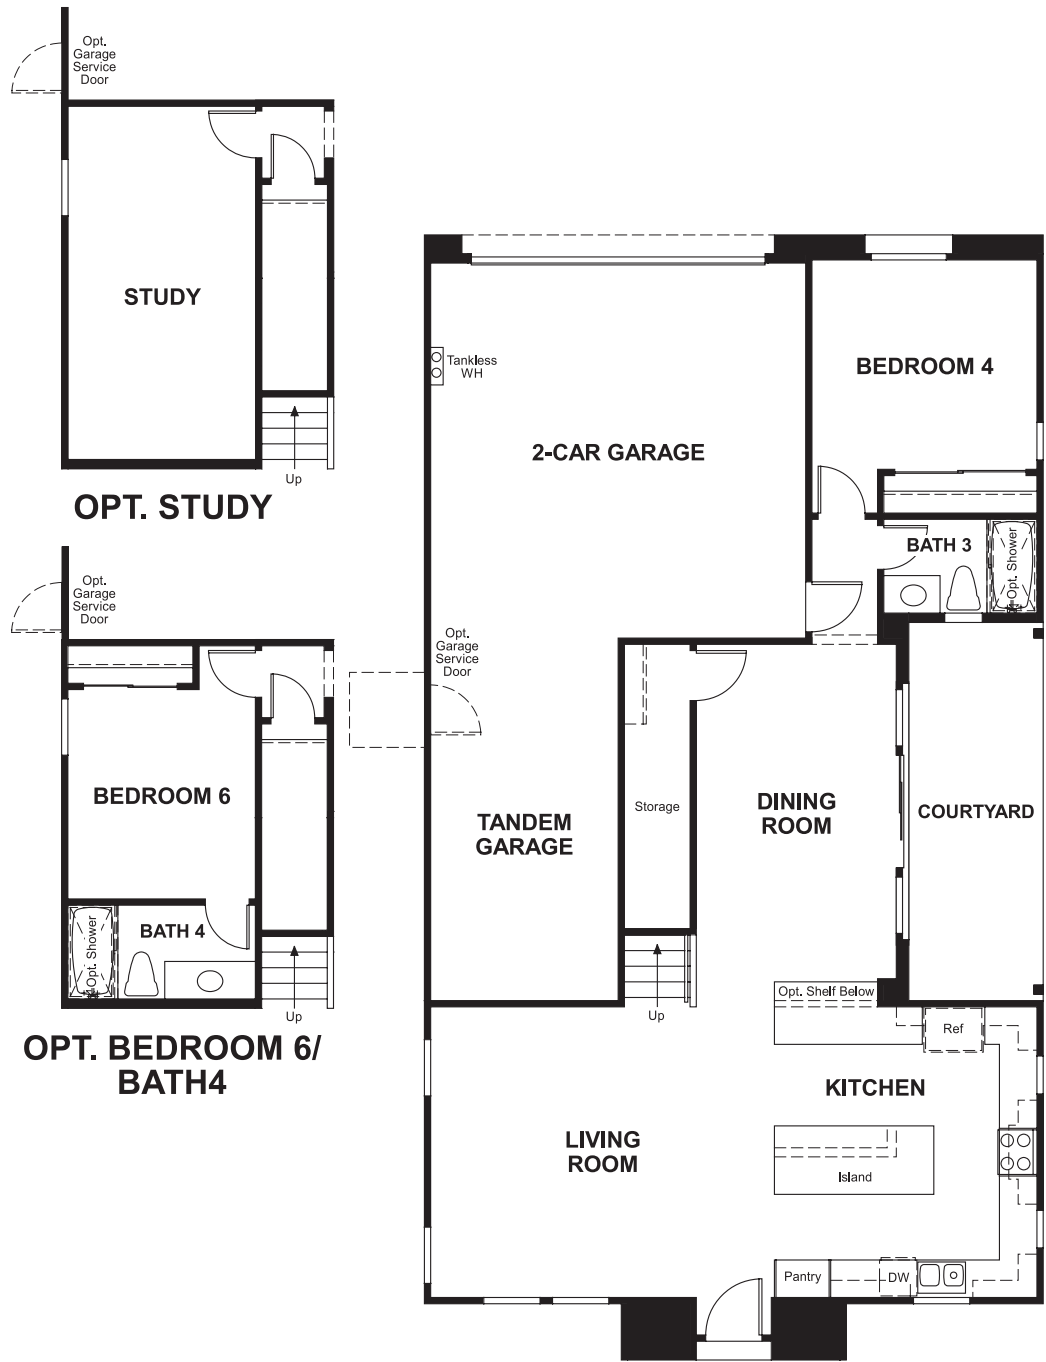 Opt.
Garage
Service
Door
STUDY
Up
OPT. STUDY
Opt.
Garage
Service
Door
BEDROOM 6
BATH 4
Opt. Shower
Up
OPT. BEDROOM 6/
BATH4
Tankless
WH
2-CAR GARAGE
BEDROOM 4
BATH 3
Opt. Shower
Opt.
Garage
Service
Door
TANDEM
GARAGE
Storage
DINING
ROOM
COURTYARD
Up
Opt. Shelf Below
Ref
KITCHEN
LIVING
ROOM
Island
Pantry
DW